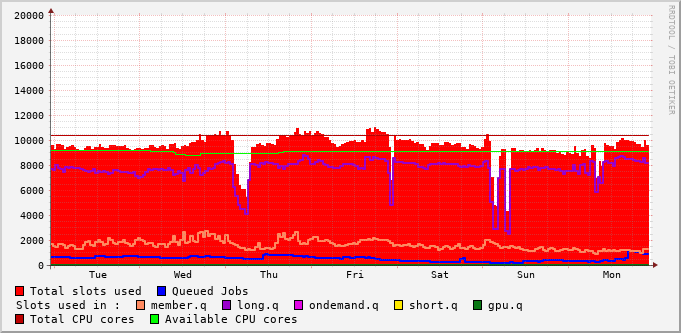 20000
18000
16000
14000
12000
10000
8000
6000
4000
2000
0
Tue Wed Thu Fri Sat Sun Mon
Total slots used Queued Jobs
Slots used in : member.q long.q ondemand.q short.q gpu.q
Total CPU cores Available CPU cores
RRDTOOL / TOBI OETIKER